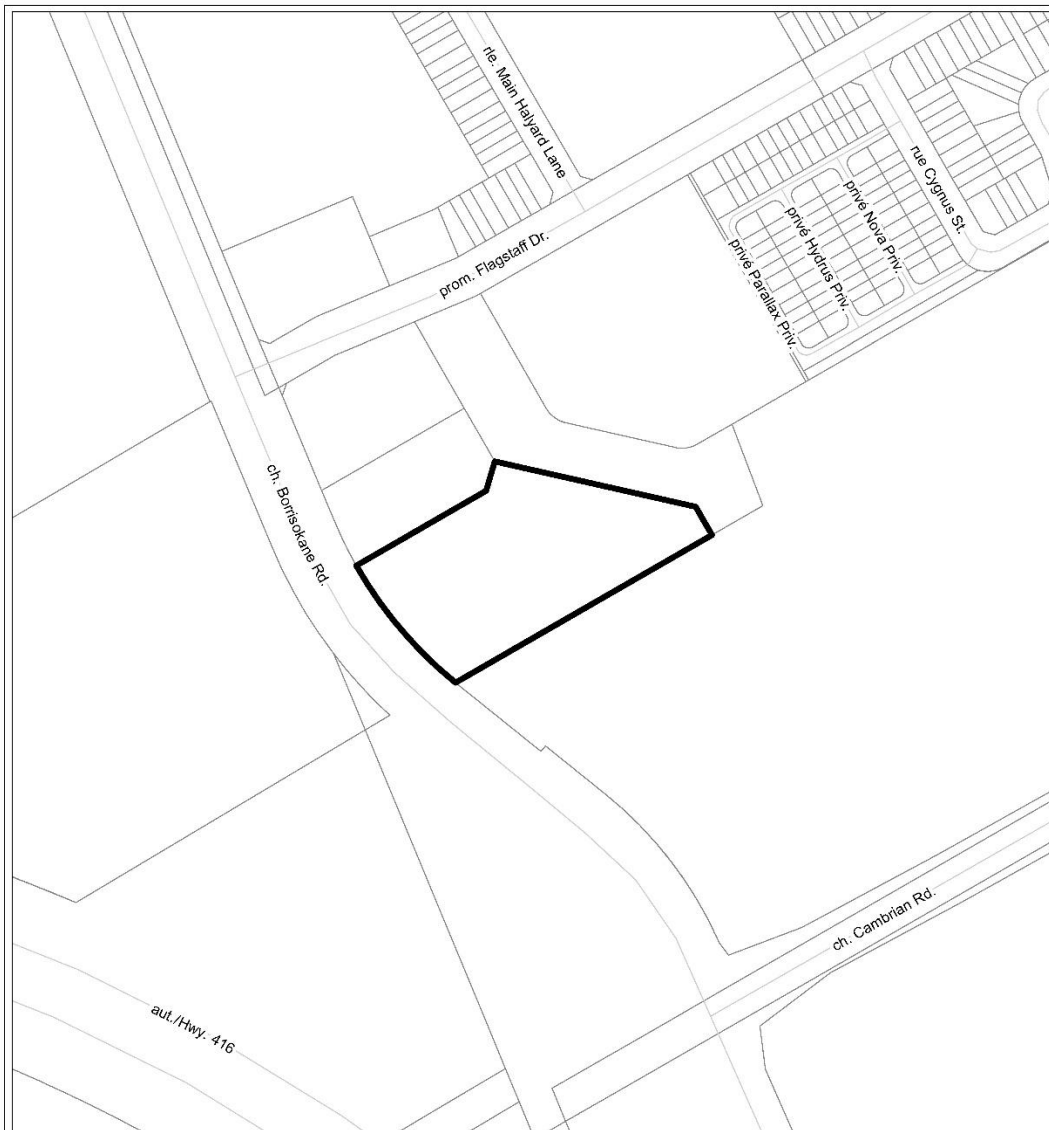 rle. Main Halyard Lane
rue Cygnus St.
privé Nova Priv.
privé Hydrus Priv.
privé Parallax Priv.
prom. Flagstaff Dr.
ch. Borrisokane Rd.
ch. Cambrian Rd.
aut./Hwy. 416